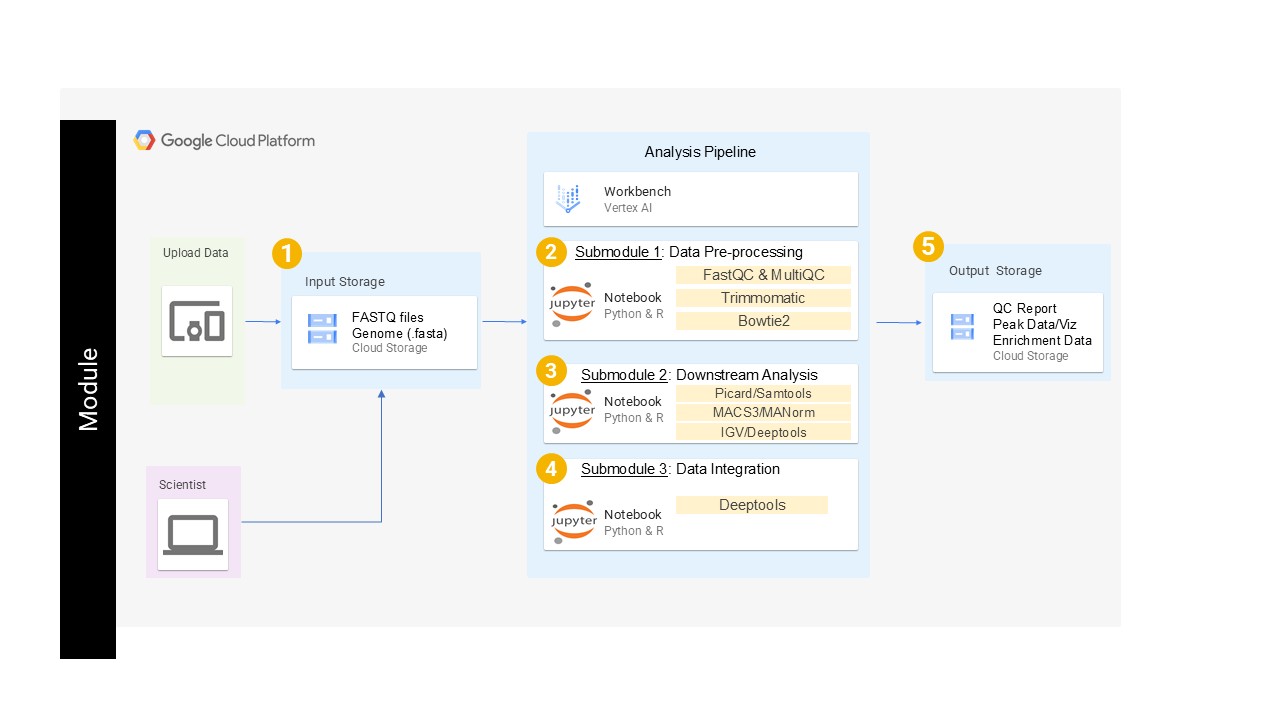 Module
Google Cloud Platform
Upload Data
Scientist
1
Input Storage
FASTQ files
Genome (.fasta)
Cloud Storage
Analysis Pipeline
Workbench
Vertex AI
2
Submodule 1: Data Pre-processing
jupyter
Notebook
Python & R
FastQC & MultiQC
Trimmomatic
Bowtie2
3
Submodule 2: Downstream Analysis
jupyter
Notebook
Python & R
Picard/Samtools
MACS3/MANorm
IGV/Deeptools
4
Submodule 3: Data Integration
jupyter
Notebook
Python & R
Deeptools
5
Output Storage
QC Report
Peak Data/Viz
Enrichment Data
Cloud Storage